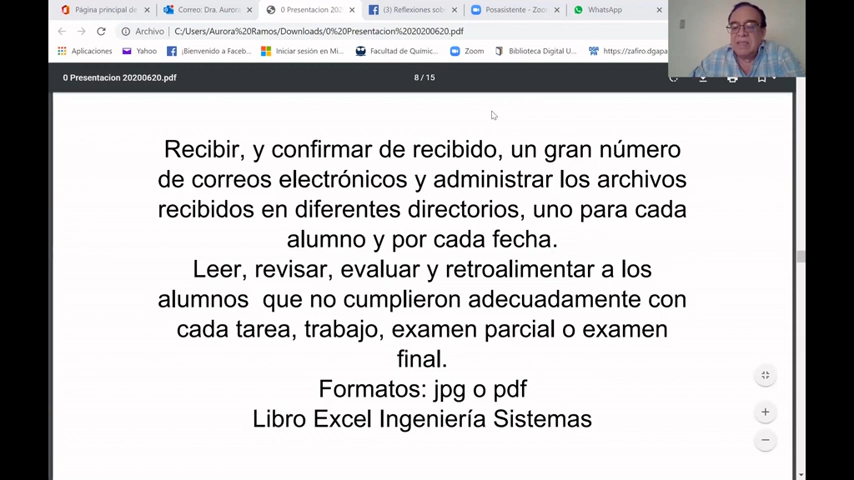 Página principal de
Correo: Dra. Aurora
0 Presentacion 202
(3) Reflexiones sob
Posasistente - Zoo
WhatsApp
Archivo C:/Users/Aurora%20Ramos/Downloads/0%20Presentacion%2020200620.pdf
Aplicaciones
Yahoo
¡Bienvenido a Faceb...
Iniciar sesión en Mi...
Facultad de Químic...
Zoom
Biblioteca Digital U...
https://zafiro.dgapa
0 Presentacion 20200620.pdf
8 / 15
Recibir, y confirmar de recibido, un gran número
de correos electrónicos y administrar los archivos
recibidos en diferentes directorios, uno para cada
alumno y por cada fecha.
Leer, revisar, evaluar y retroalimentar a los
alumnos que no cumplieron adecuadamente con
cada tarea, trabajo, examen parcial o examen
final.
Formatos: jpg o pdf
Libro Excel Ingeniería Sistemas